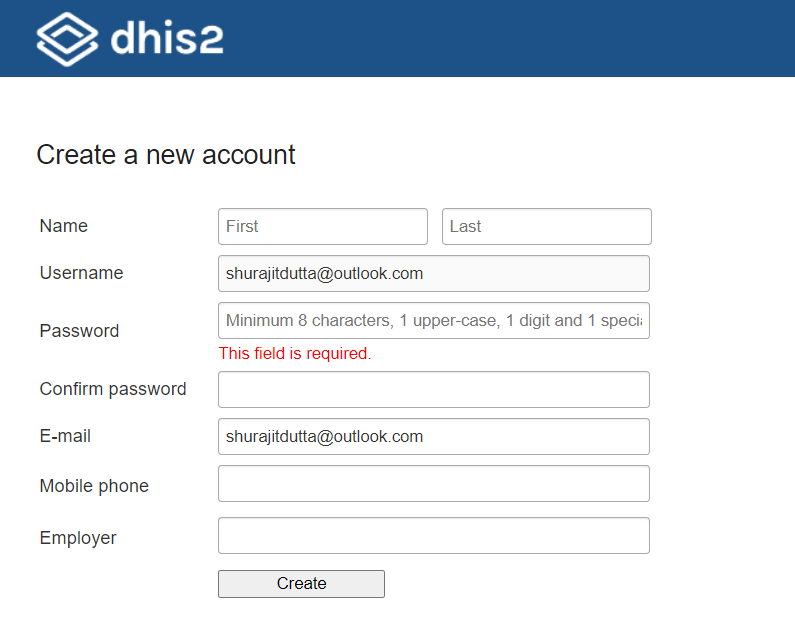 dhis2
Create a new account
Name First Last
Username shurajitdutta@outlook.com
Password Minimum 8 characters, 1 upper-case, 1 digit and 1 speci
This field is required.
Confirm password
E-mail shurajitdutta@outlook.com
Mobile phone
Employer
Create